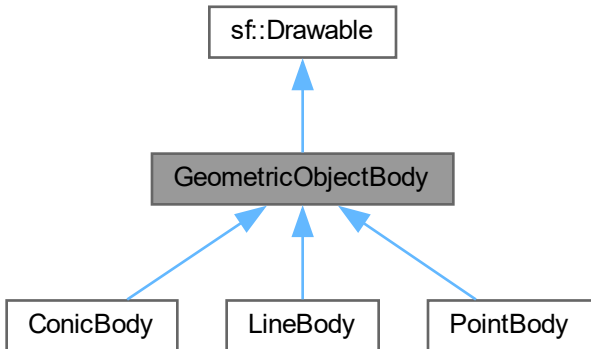 sf::Drawable
GeometricObjectBody
ConicBody
LineBody
PointBody